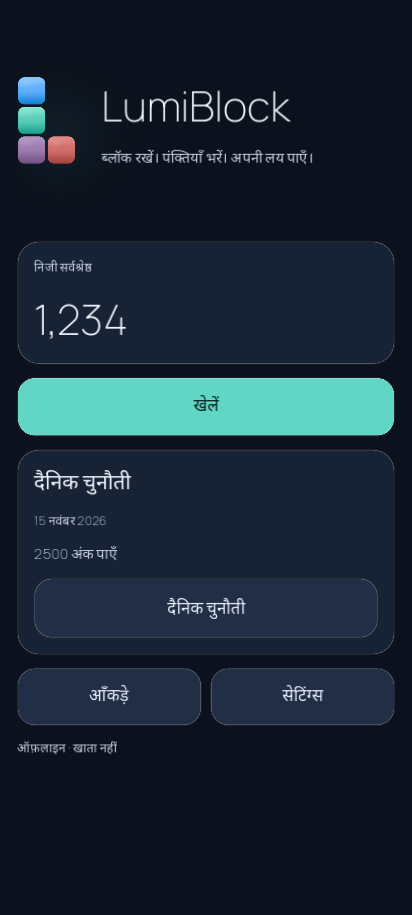 LumiBlock
ब्लॉक रखें। पंक्तियाँ भरें। अपनी लय पाएँ।
निजी सर्वश्रेष्ठ
1,234
खेलें
दैनिक चुनौती
15 नवंबर 2026
2500 अंक पाएँ
दैनिक चुनौती
आँकड़े
सेटिंग्स
ऑफ़लाइन · खाता नहीं